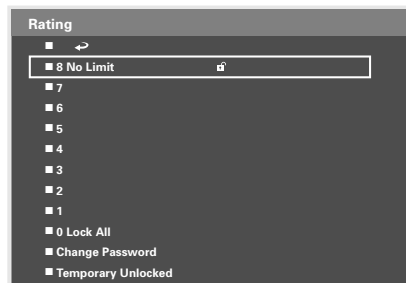 Rating
8 No Limit
7
6
5
4
3
2
1
0 Lock All
Change Password
Temporary Unlocked